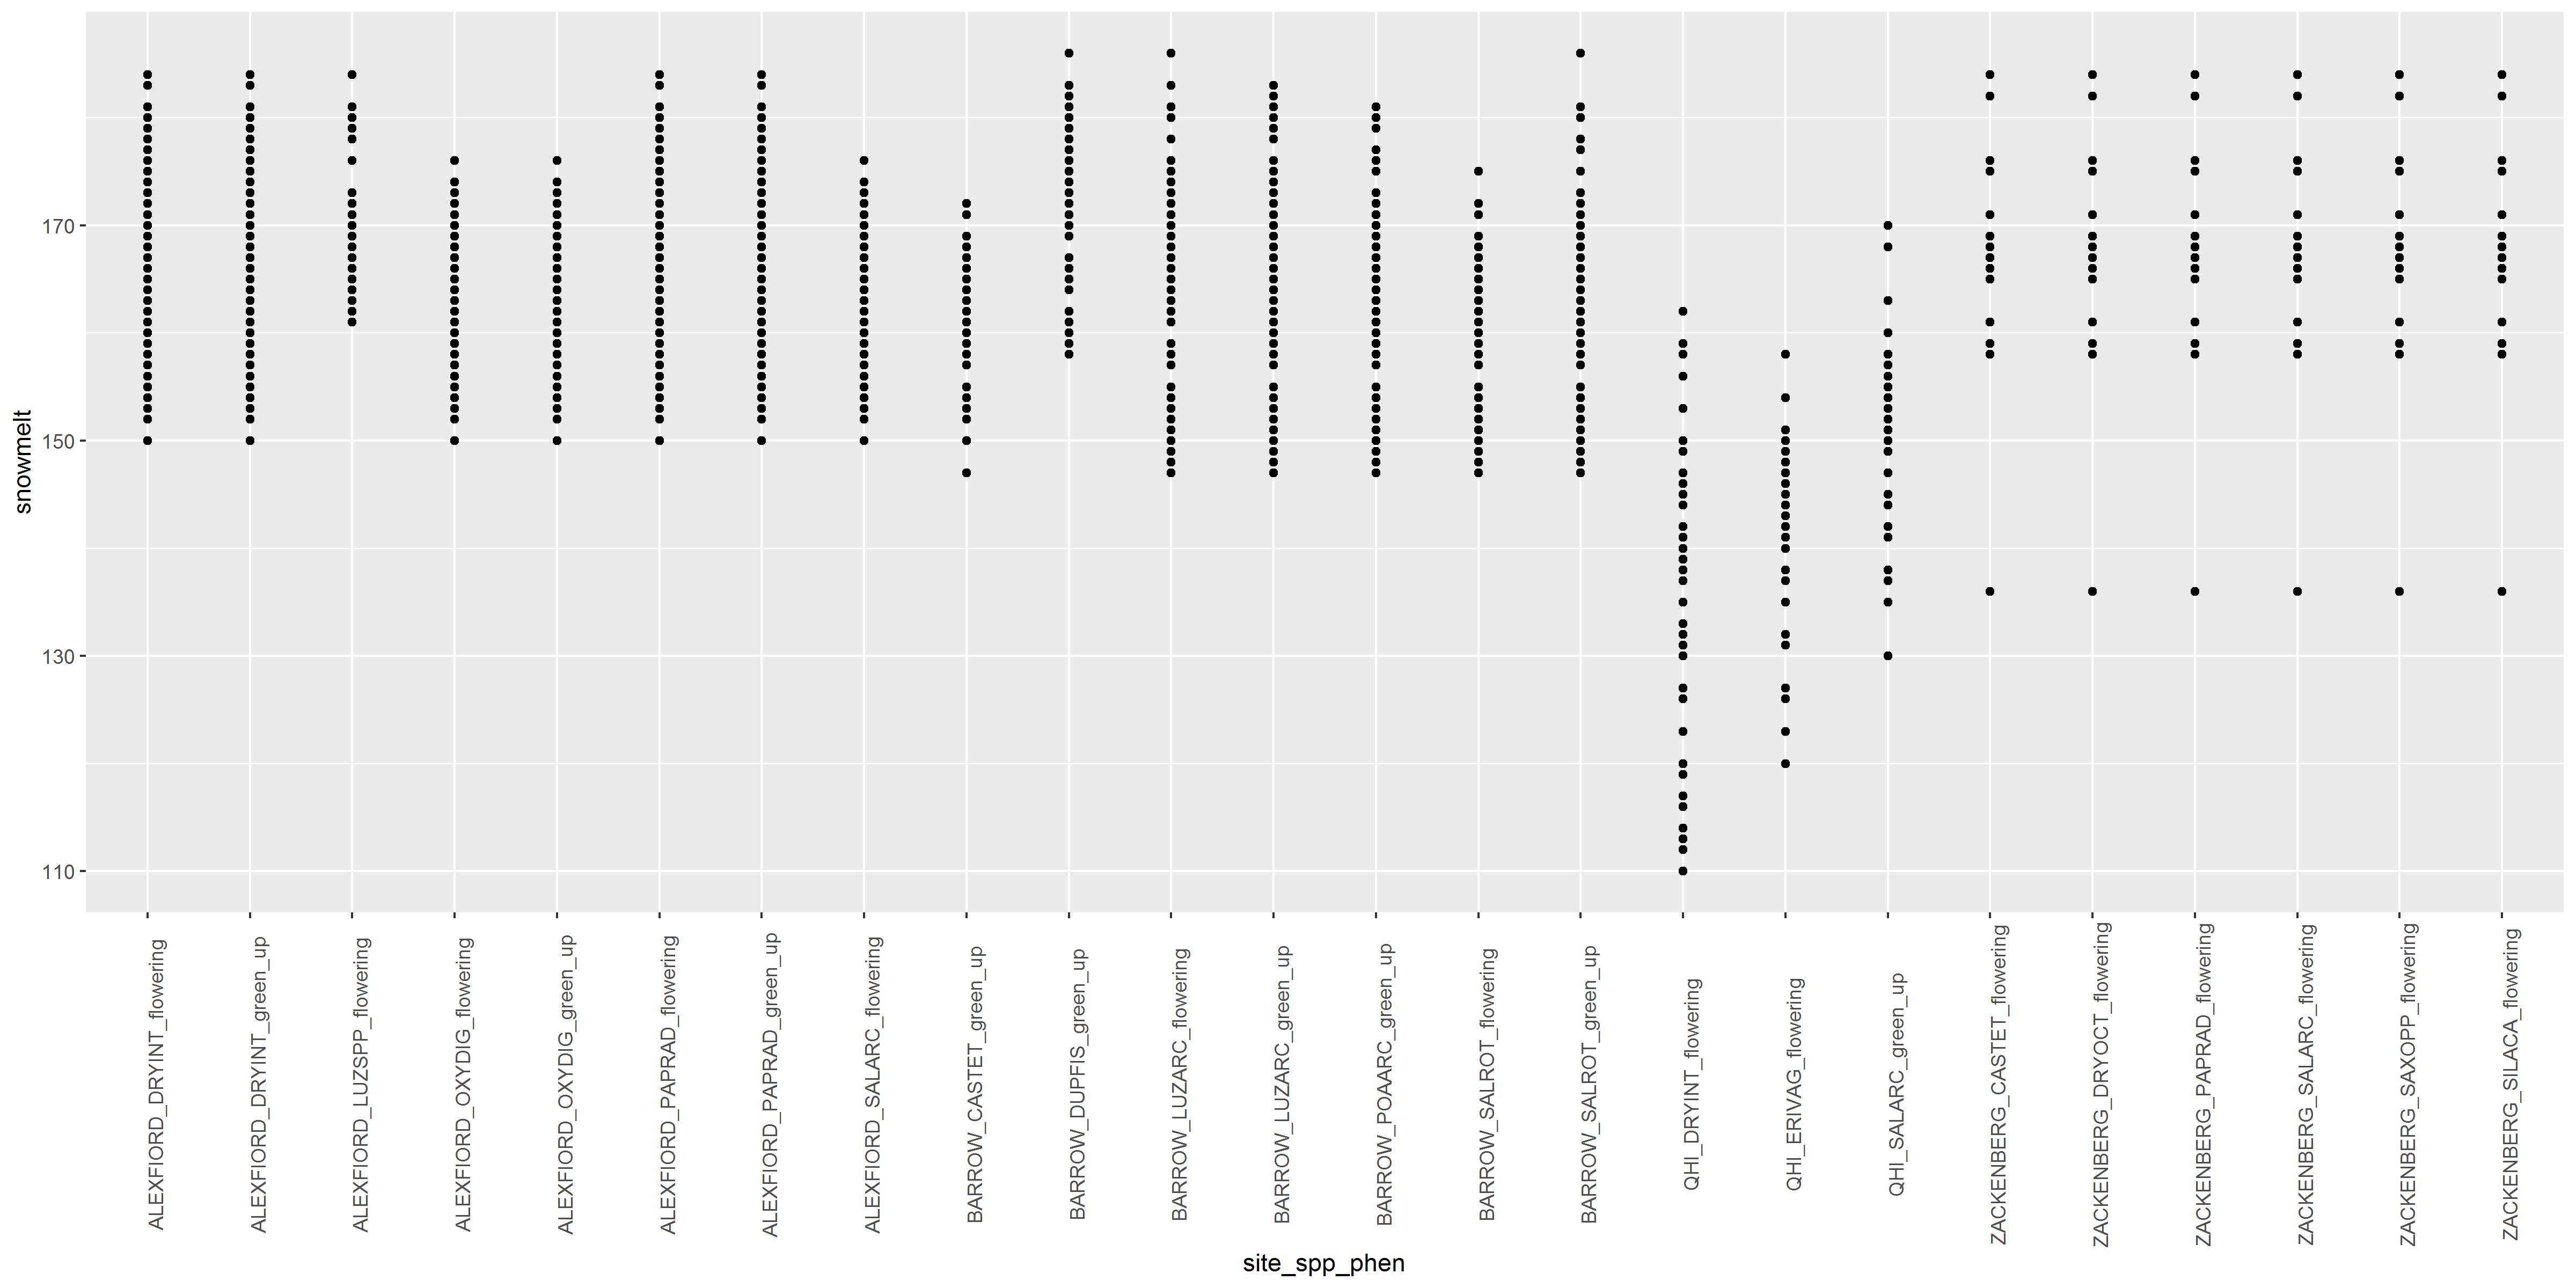 snowmelt
170
150
130
110
ALEXFIORD_DRYINT_flowering
ALEXFIORD_DRYINT_green_up
ALEXFIORD_LUZSPP_flowering
ALEXFIORD_OXYDIG_flowering
ALEXFIORD_OXYDIG_green_up
ALEXFIORD_PAPRAD_flowering
ALEXFIORD_PAPRAD_green_up
ALEXFIORD_SALARC_flowering
BARROW_CASTET_green_up
BARROW_DUPFIS_green_up
BARROW_LUZARC_flowering
BARROW_LUZARC_green_up
BARROW_POAARC_green_up
BARROW_SALROT_flowering
BARROW_SALROT_green_up
QHI_DRYINT_flowering
QHI_ERIVAG_flowering
QHI_SALARC_green_up
ZACKENBERG_CASTET_flowering
ZACKENBERG_DRYOCT_flowering
ZACKENBERG_PAPRAD_flowering
ZACKENBERG_SALARC_flowering
ZACKENBERG_SAXOPP_flowering
ZACKENBERG_SILACA_flowering
site_spp_phen